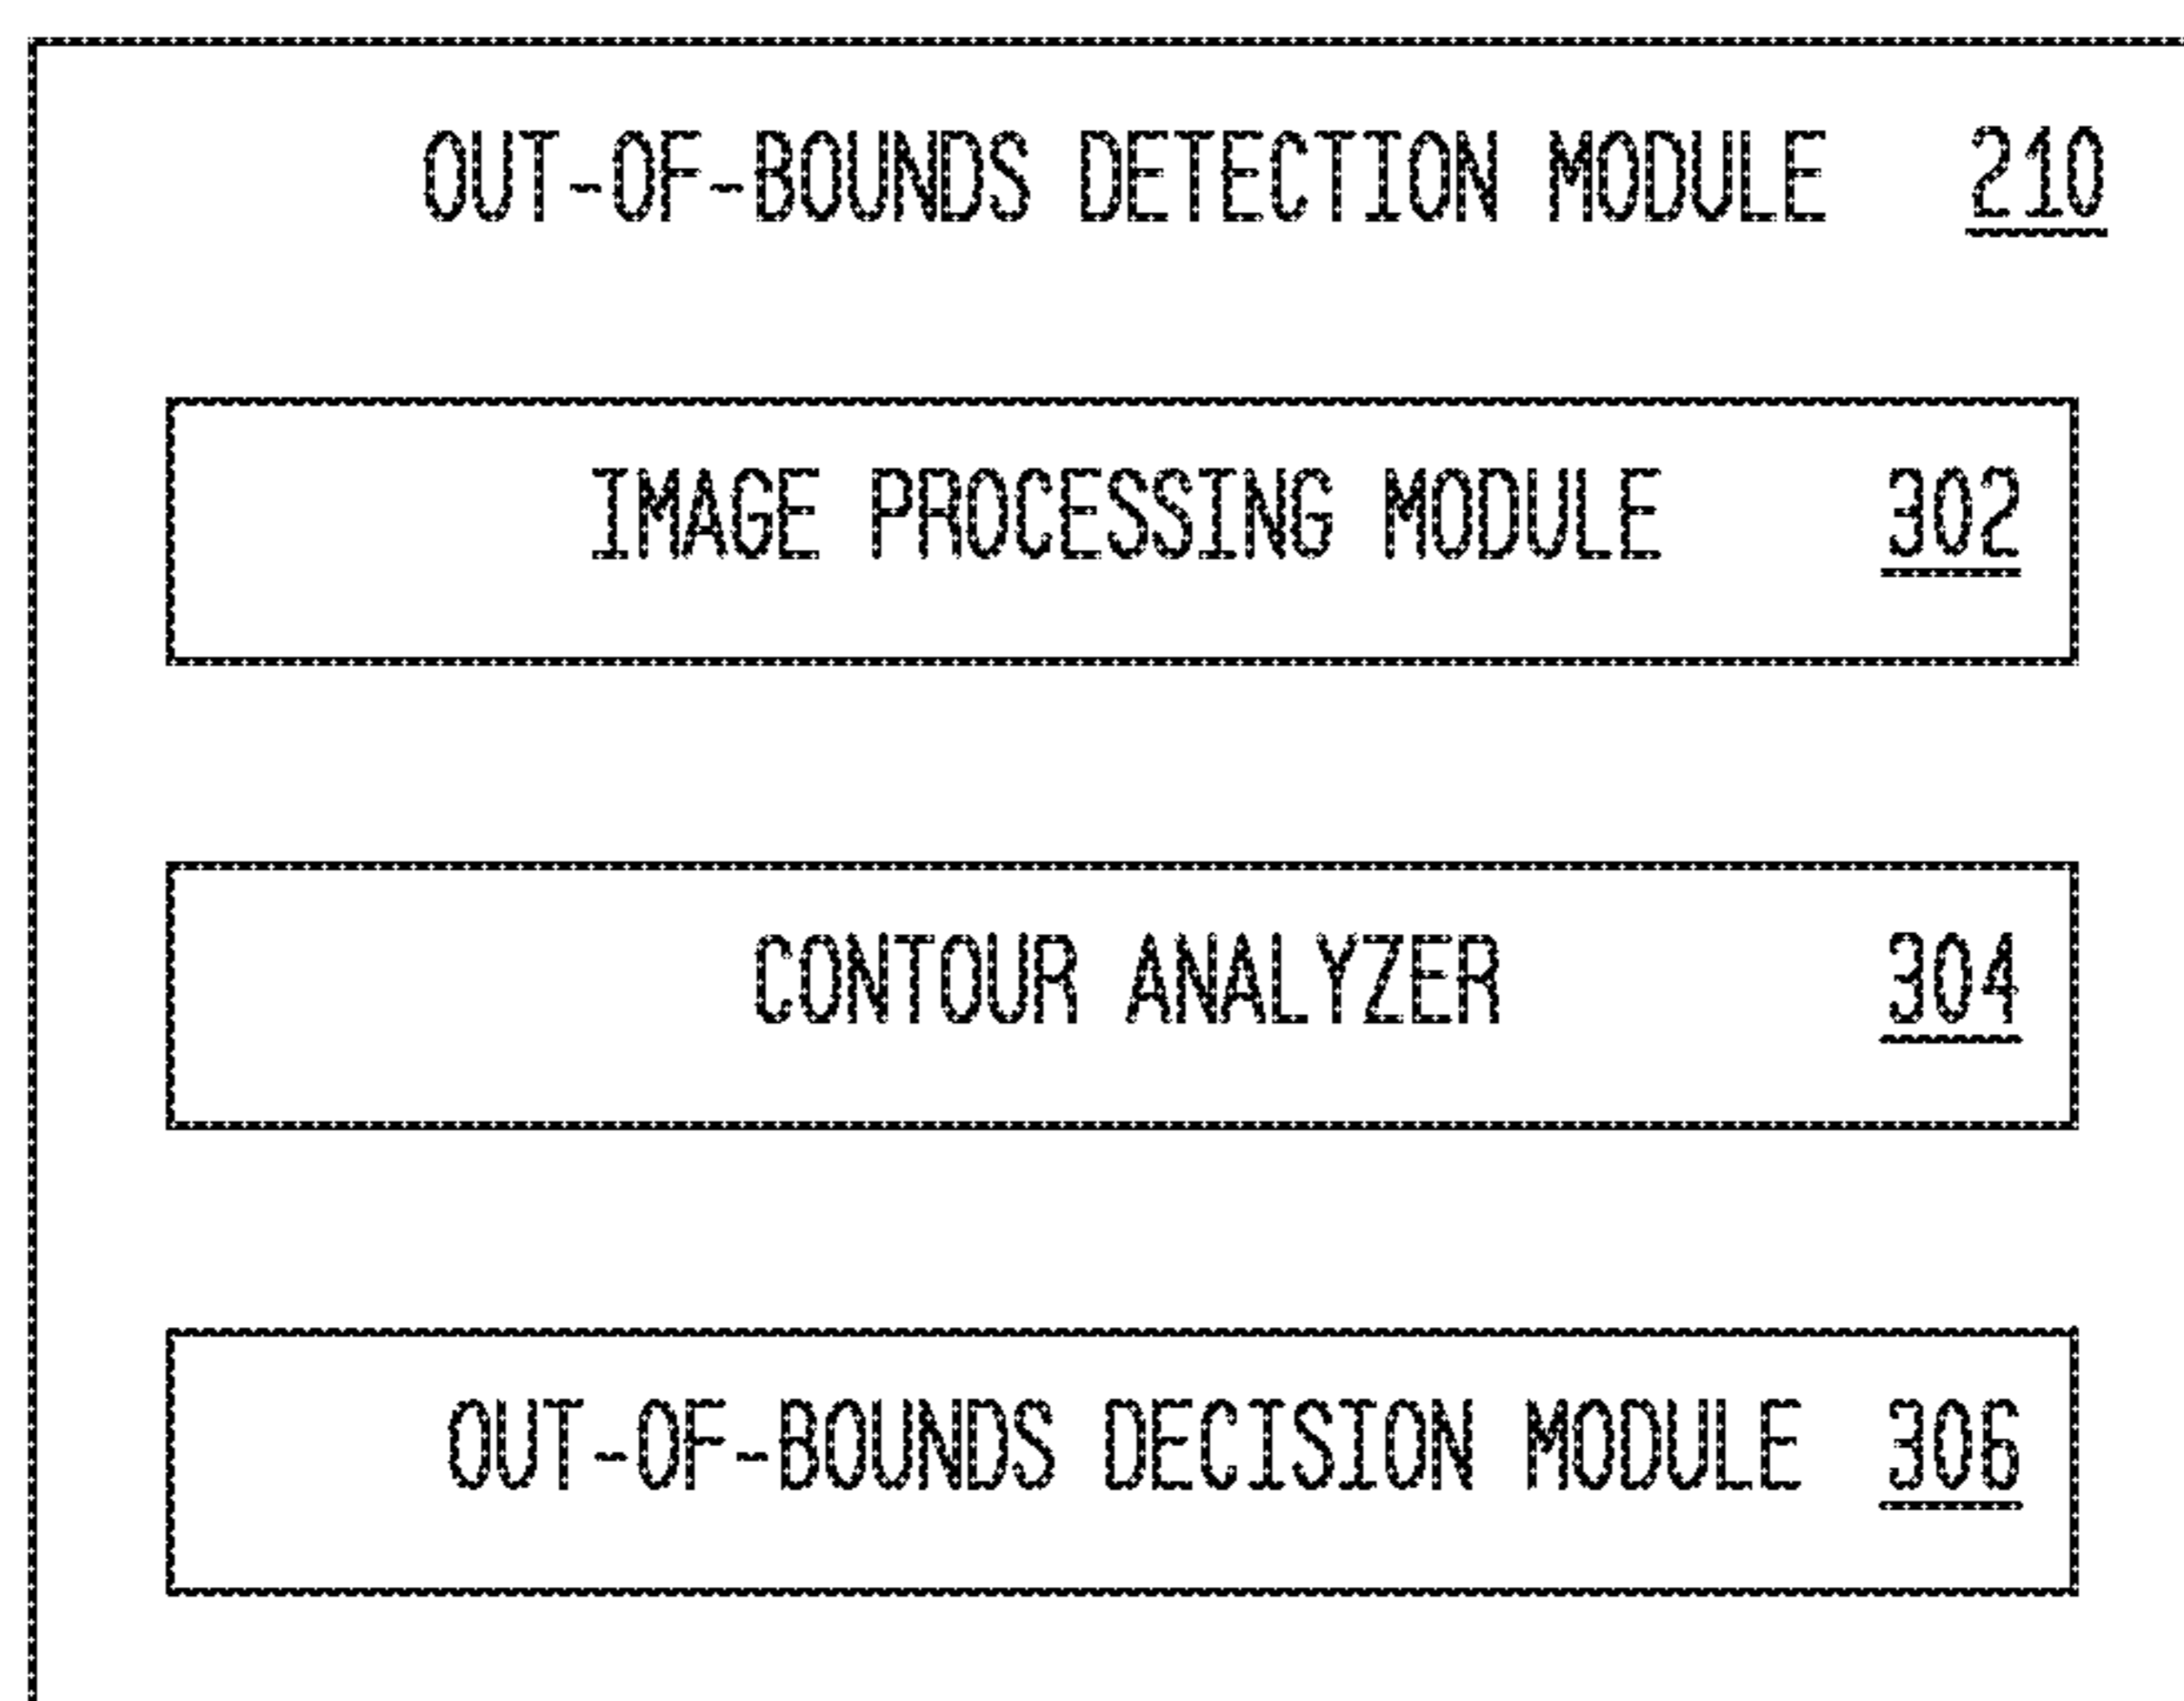 OUT-OF-BOUNDS DETECTION MODULE 210
IMAGE PROCESSING MODULE 302
CONTOUR ANALYZER 304
OUT-OF-BOUNDS DECISION MODULE 306